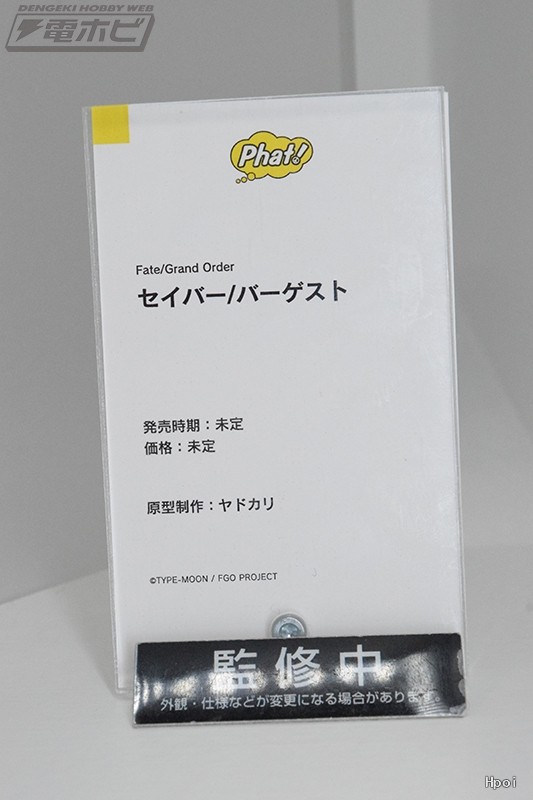 DENGEKI HOBBY WEB
電ホビ
Phat!
Fate/Grand Order
セイバー/バーゲスト
発売時期：未定
価格：未定
原型制作：ヤドカリ
©TYPE-MOON / FGO PROJECT
監修中
外観・仕様などが変更になる場合があります。
Hpoi